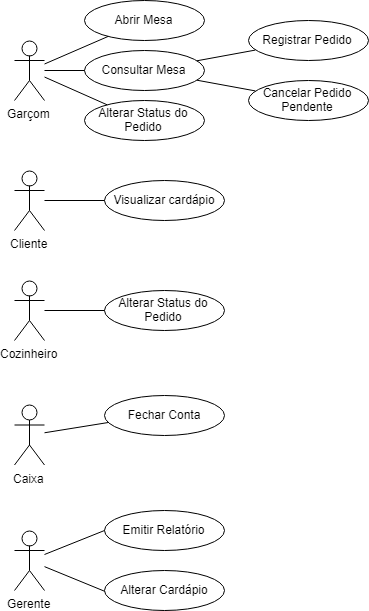 Abrir Mesa
Registrar Pedido
Consultar Mesa
Cancelar Pedido
Pendente
Garçom
Alterar Status do
Pedido
Visualizar cardápio
Cliente
Alterar Status do
Pedido
Cozinheiro
Fechar Conta
Caixa
Emitir Relatório
Alterar Cardápio
Gerente